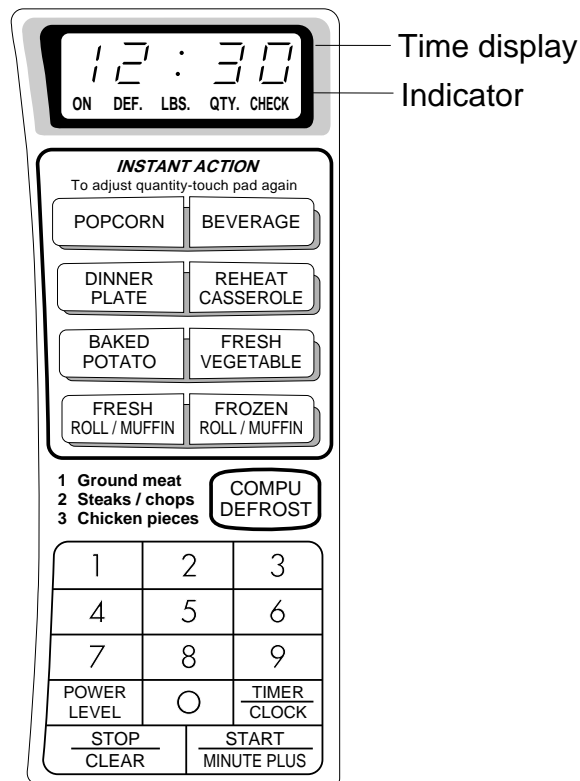 12:30
Time display
ON DEF. LBS. QTY. CHECK
Indicator
INSTANT ACTION
To adjust quantity-touch pad again
POPCORN BEVERAGE
DINNER PLATE REHEAT CASSEROLE
BAKED POTATO FRESH VEGETABLE
FRESH ROLL / MUFFIN FROZEN ROLL / MUFFIN
1 Ground meat
2 Steaks / chops
3 Chicken pieces
COMPU
DEFROST
1 2 3
4 5 6
7 8 9
POWER LEVEL 0 TIMER CLOCK
STOP CLEAR START MINUTE PLUS